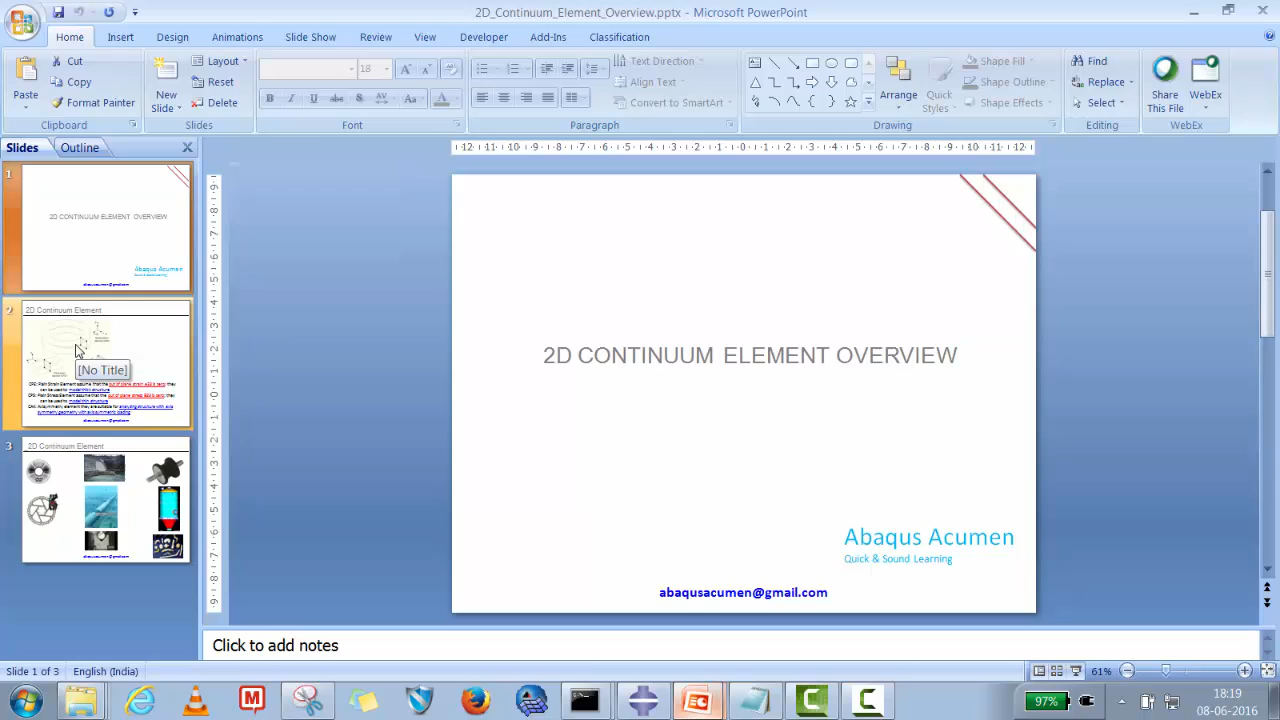 2D_Continuum_Element_Overview.pptx - Microsoft PowerPoint
Home Insert Design Animations Slide Show Review View Developer Add-Ins Classification
Paste
Cut
Copy
Format Painter
Clipboard
New
Slide
Layout
Reset
Delete
Slides
18
Font
Text Direction
Align Text
Convert to SmartArt
Paragraph
Arrange
Quick
Styles
Shape Fill
Shape Outline
Shape Effects
Drawing
Find
Replace
Select
Editing
Share
This File
WebEx
WebEx
Slides Outline
1
2D CONTINUUM ELEMENT OVERVIEW
Abaqus Acumen
2
2D Continuum Element
[No Title]
3
2D Continuum Element
2D CONTINUUM ELEMENT OVERVIEW
Abaqus Acumen
Quick & Sound Learning
abaqusacumen@gmail.com
Click to add notes
Slide 1 of 3 English (India) 61%
97%
18:19
08-06-2016